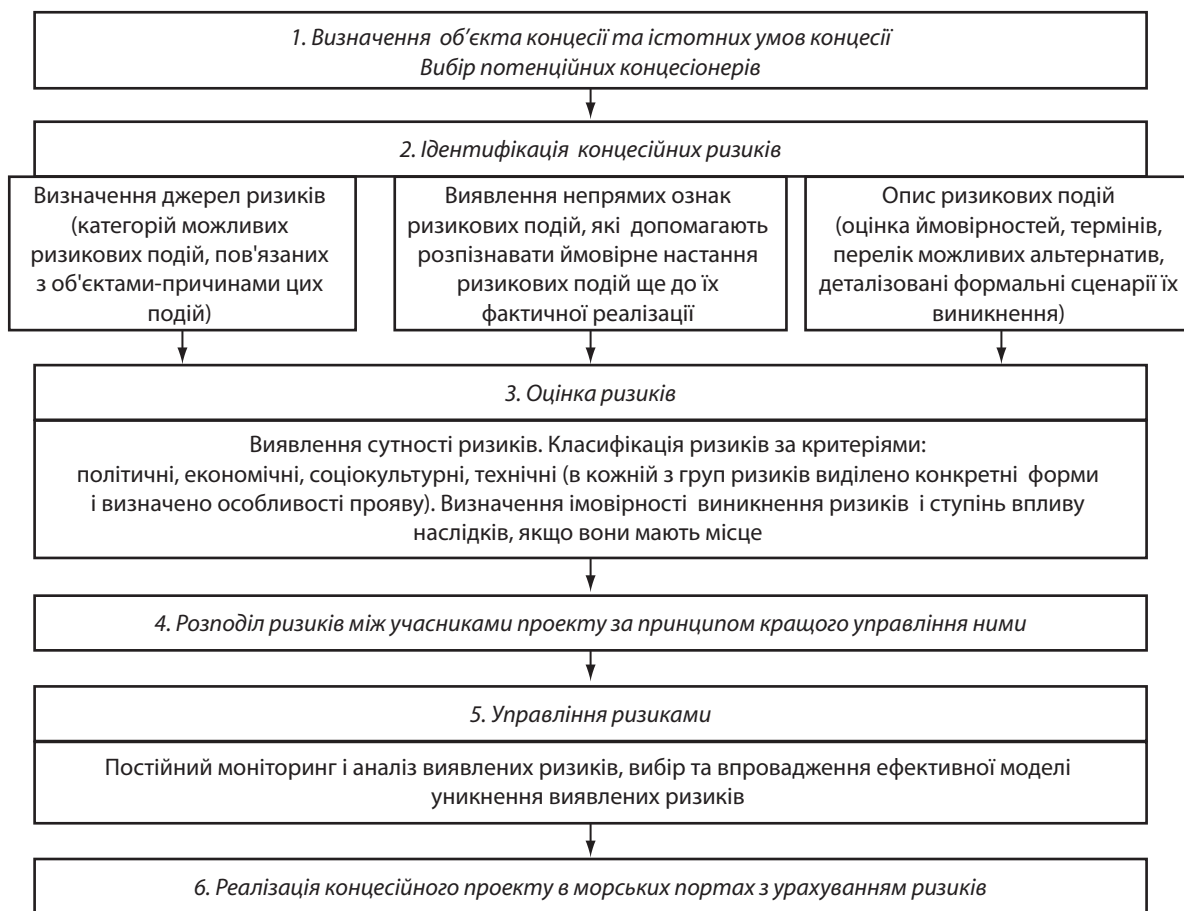 1. Визначення об’єкта концесії та істотних умов концесії
Вибір потенційних концесіонерів
2. Ідентифікація концесійних ризиків
Визначення джерел ризиків
(категорій можливих
ризикових подій, пов'язаних
з об'єктами-причинами цих
подій)
Виявлення непрямих ознак
ризикових подій, які допомагають
розпізнавати ймовірне настання
ризикових подій ще до їх
фактичної реалізації
Опис ризикових подій
(оцінка ймовірностей, термінів,
перелік можливих альтернатив,
деталізовані формальні сценарії їх
виникнення)
3. Оцінка ризиків
Виявлення сутності ризиків. Класифікація ризиків за критеріями:
політичні, економічні, соціокультурні, технічні (в кожній з груп ризиків виділено конкретні форми
і визначено особливості прояву). Визначення імовірності виникнення ризиків і ступінь впливу
наслідків, якщо вони мають місце
4. Розподіл ризиків між учасниками проекту за принципом кращого управління ними
5. Управління ризиками
Постійний моніторинг і аналіз виявлених ризиків, вибір та впровадження ефективної моделі
уникнення виявлених ризиків
6. Реалізація концесійного проекту в морських портах з урахуванням ризиків